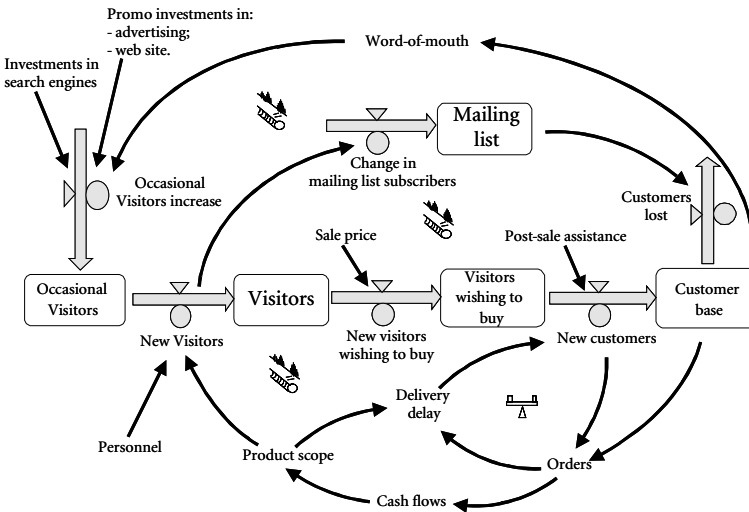 Promo investments in:
- advertising;
- web site.
Word-of-mouth
Investments in
search engines
Mailing
list
Change in
mailing list subscribers
Occasional
Visitors increase
Customers
lost
Sale price
Post-sale assistance
Occasional
Visitors
Visitors
Visitors
wishing to
buy
Customer
base
New Visitors
New visitors
wishing to buy
New customers
Delivery
delay
Personnel
Product scope
Orders
Cash flows